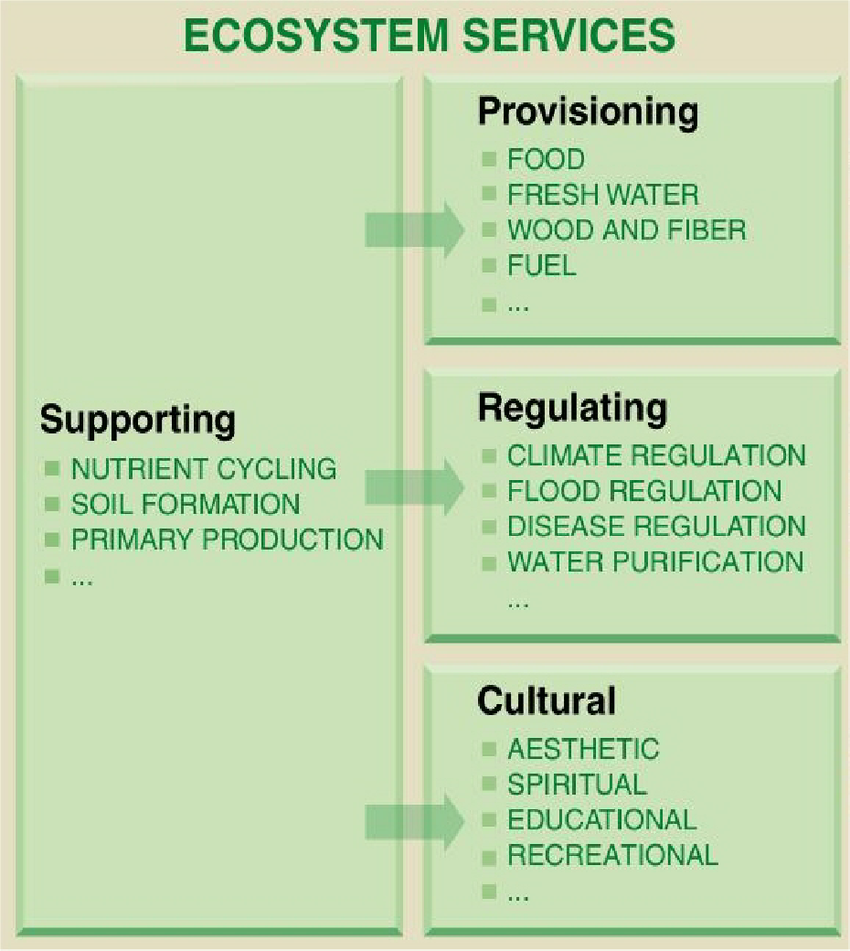 ECOSYSTEM SERVICES
Supporting
NUTRIENT CYCLING
SOIL FORMATION
PRIMARY PRODUCTION
...
Provisioning
FOOD
FRESH WATER
WOOD AND FIBER
FUEL
...
Regulating
CLIMATE REGULATION
FLOOD REGULATION
DISEASE REGULATION
WATER PURIFICATION
...
Cultural
AESTHETIC
SPIRITUAL
EDUCATIONAL
RECREATIONAL
...